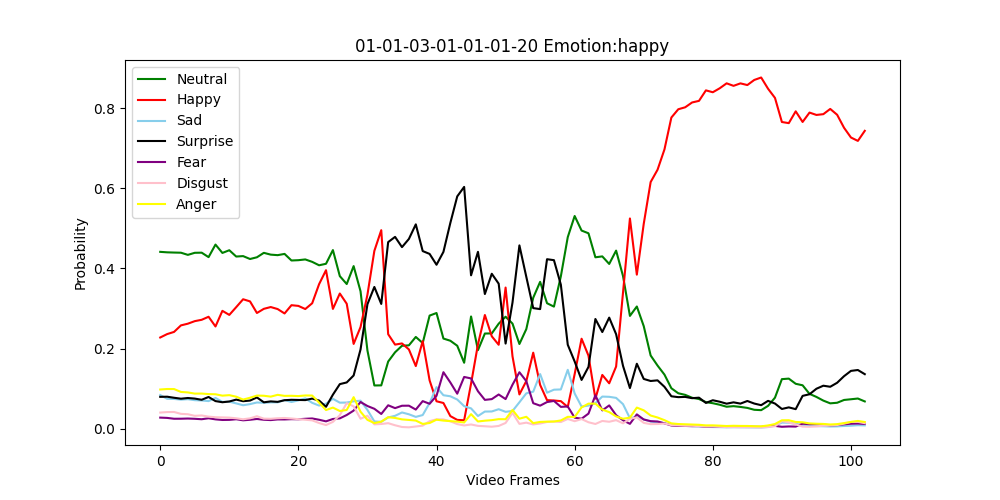 01-01-03-01-01-01-20 Emotion:happy
Neutral
Happy
Sad
Surprise
Fear
Disgust
Anger
Probability
0.8
0.6
0.4
0.2
0.0
0 20 40 60 80 100
Video Frames